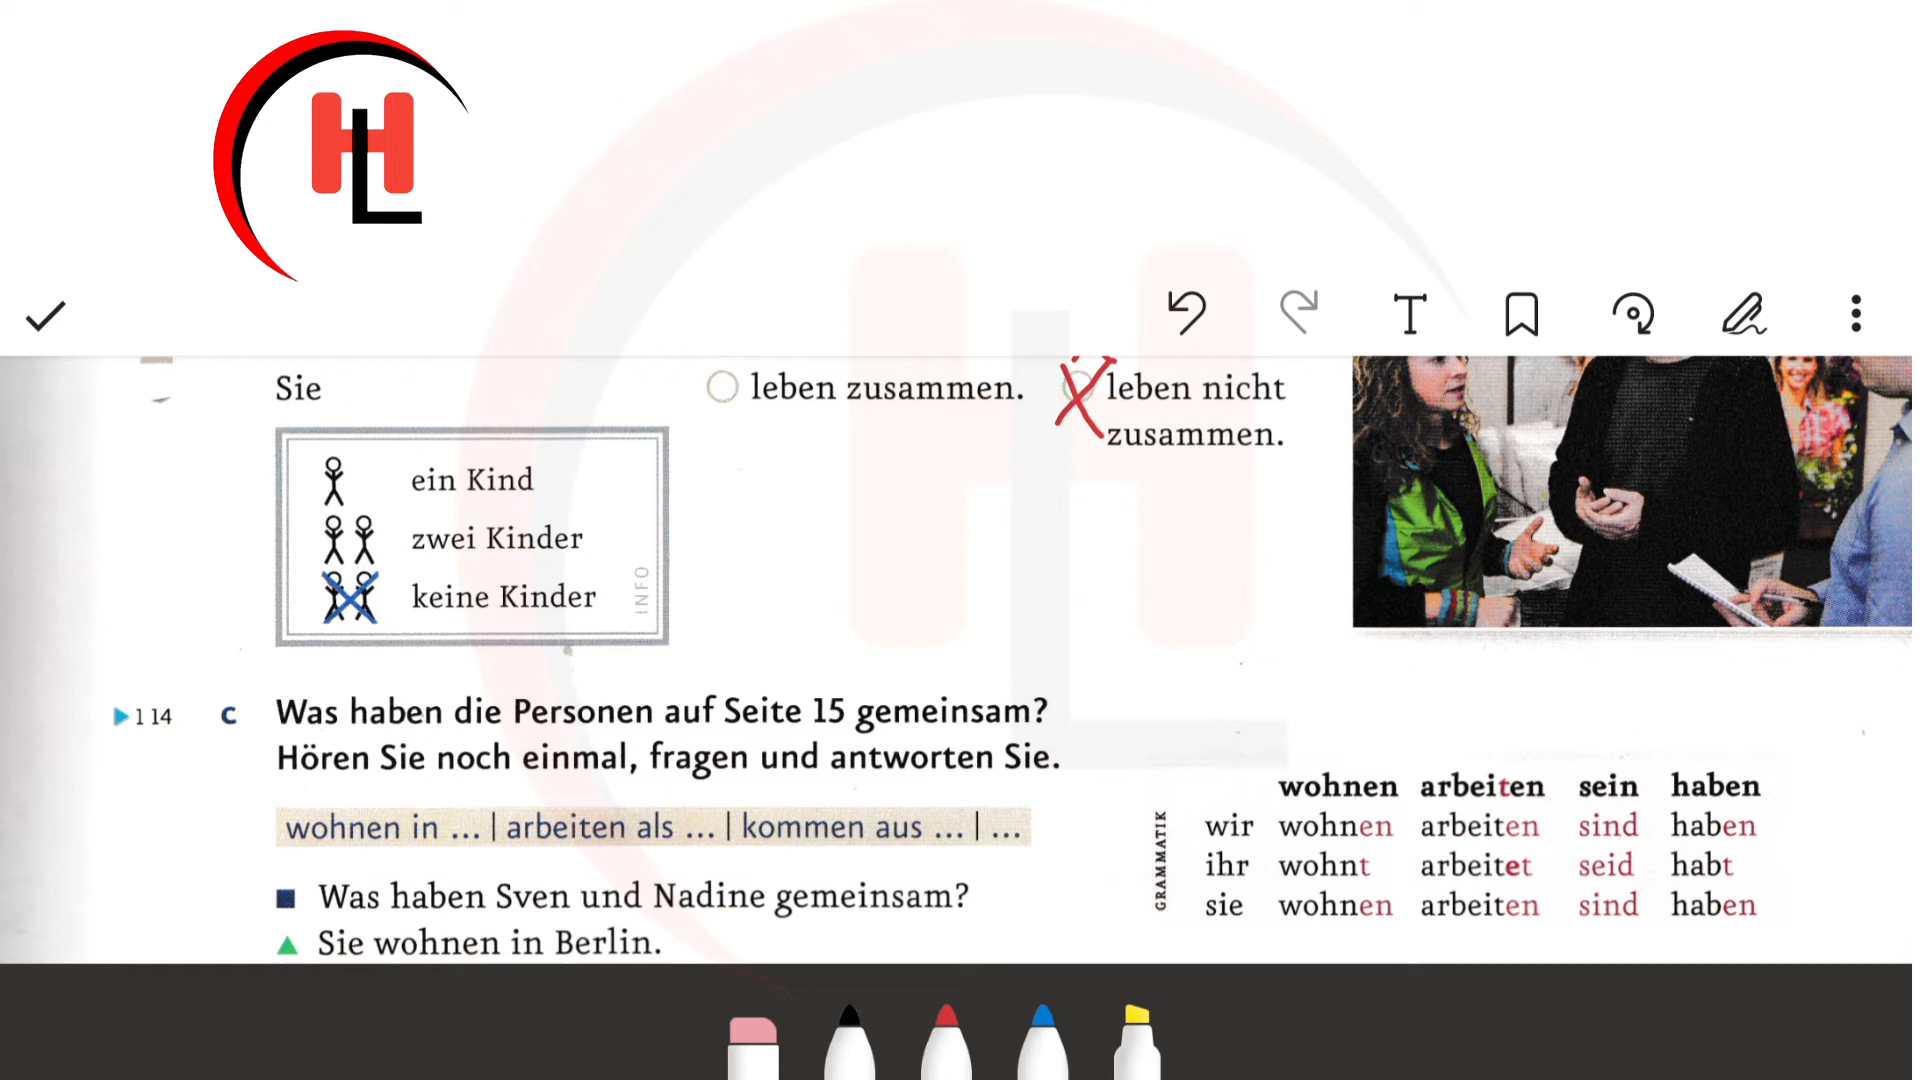 HL
Sie
leben zusammen.
leben nicht
zusammen.
ein Kind
zwei Kinder
keine Kinder
INFO
1 14
C Was haben die Personen auf Seite 15 gemeinsam?
Hören Sie noch einmal, fragen und antworten Sie.
wohnen in ... | arbeiten als ... | kommen aus ... | ...
Was haben Sven und Nadine gemeinsam?
Sie wohnen in Berlin.
GRAMMATIK
wohnen arbeiten sein haben
wir wohnen arbeiten sind haben
ihr wohnt arbeitet seid habt
sie wohnen arbeiten sind haben